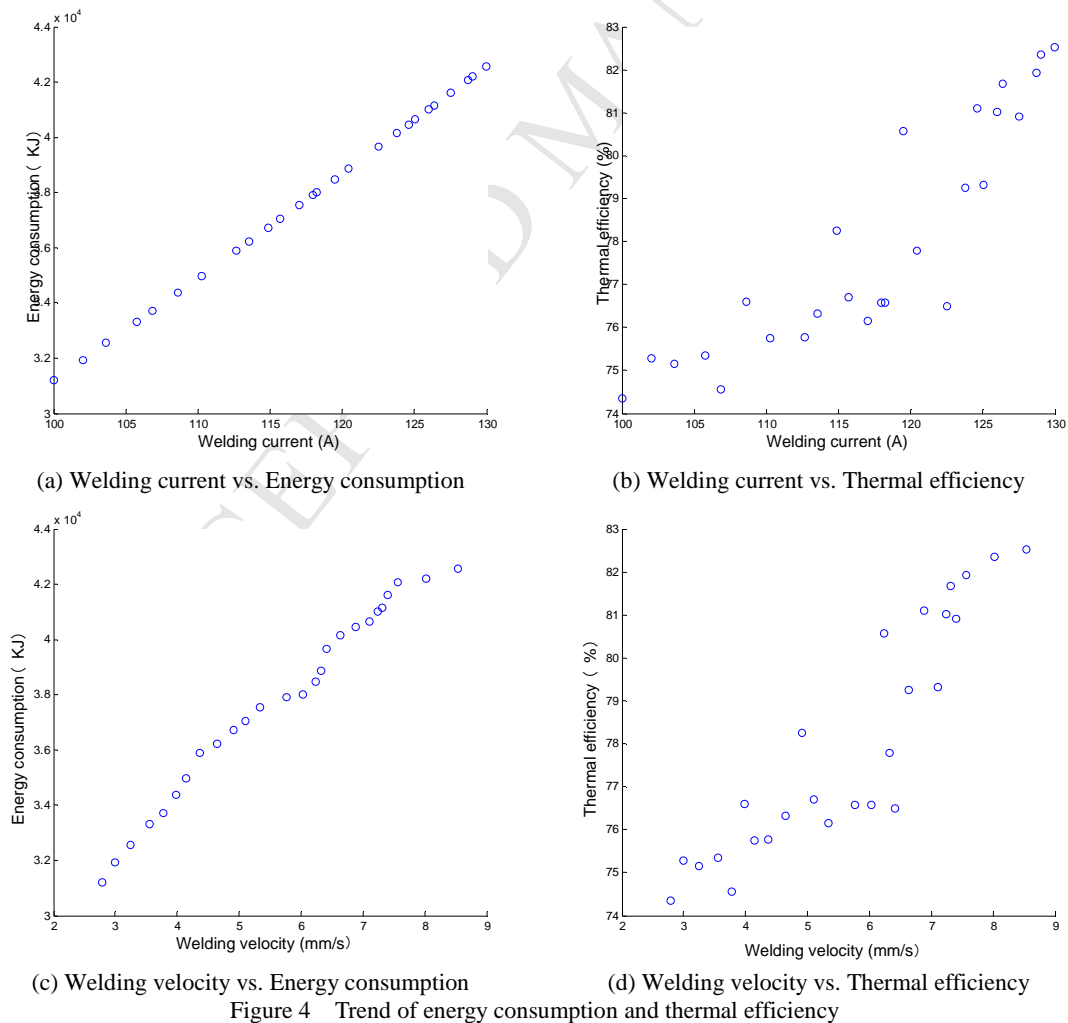 x 10⁴
4.4
4.2
4
3.8
3.6
3.4
3.2
3
Energy consumption( KJ)
100 105 110 115 120 125 130
Welding current (A)
(a) Welding current vs. Energy consumption
83
82
81
80
79
78
77
76
75
74
Thermal efficiency (%)
100 105 110 115 120 125 130
Welding current (A)
(b) Welding current vs. Thermal efficiency
x 10⁴
4.4
4.2
4
3.8
3.6
3.4
3.2
3
Energy consumption( KJ)
2 3 4 5 6 7 8 9
Welding velocity (mm/s)
(c) Welding velocity vs. Energy consumption
83
82
81
80
79
78
77
76
75
74
Thermal efficiency ( %)
2 3 4 5 6 7 8 9
Welding velocity (mm/s)
(d) Welding velocity vs. Thermal efficiency
Figure 4 Trend of energy consumption and thermal efficiency